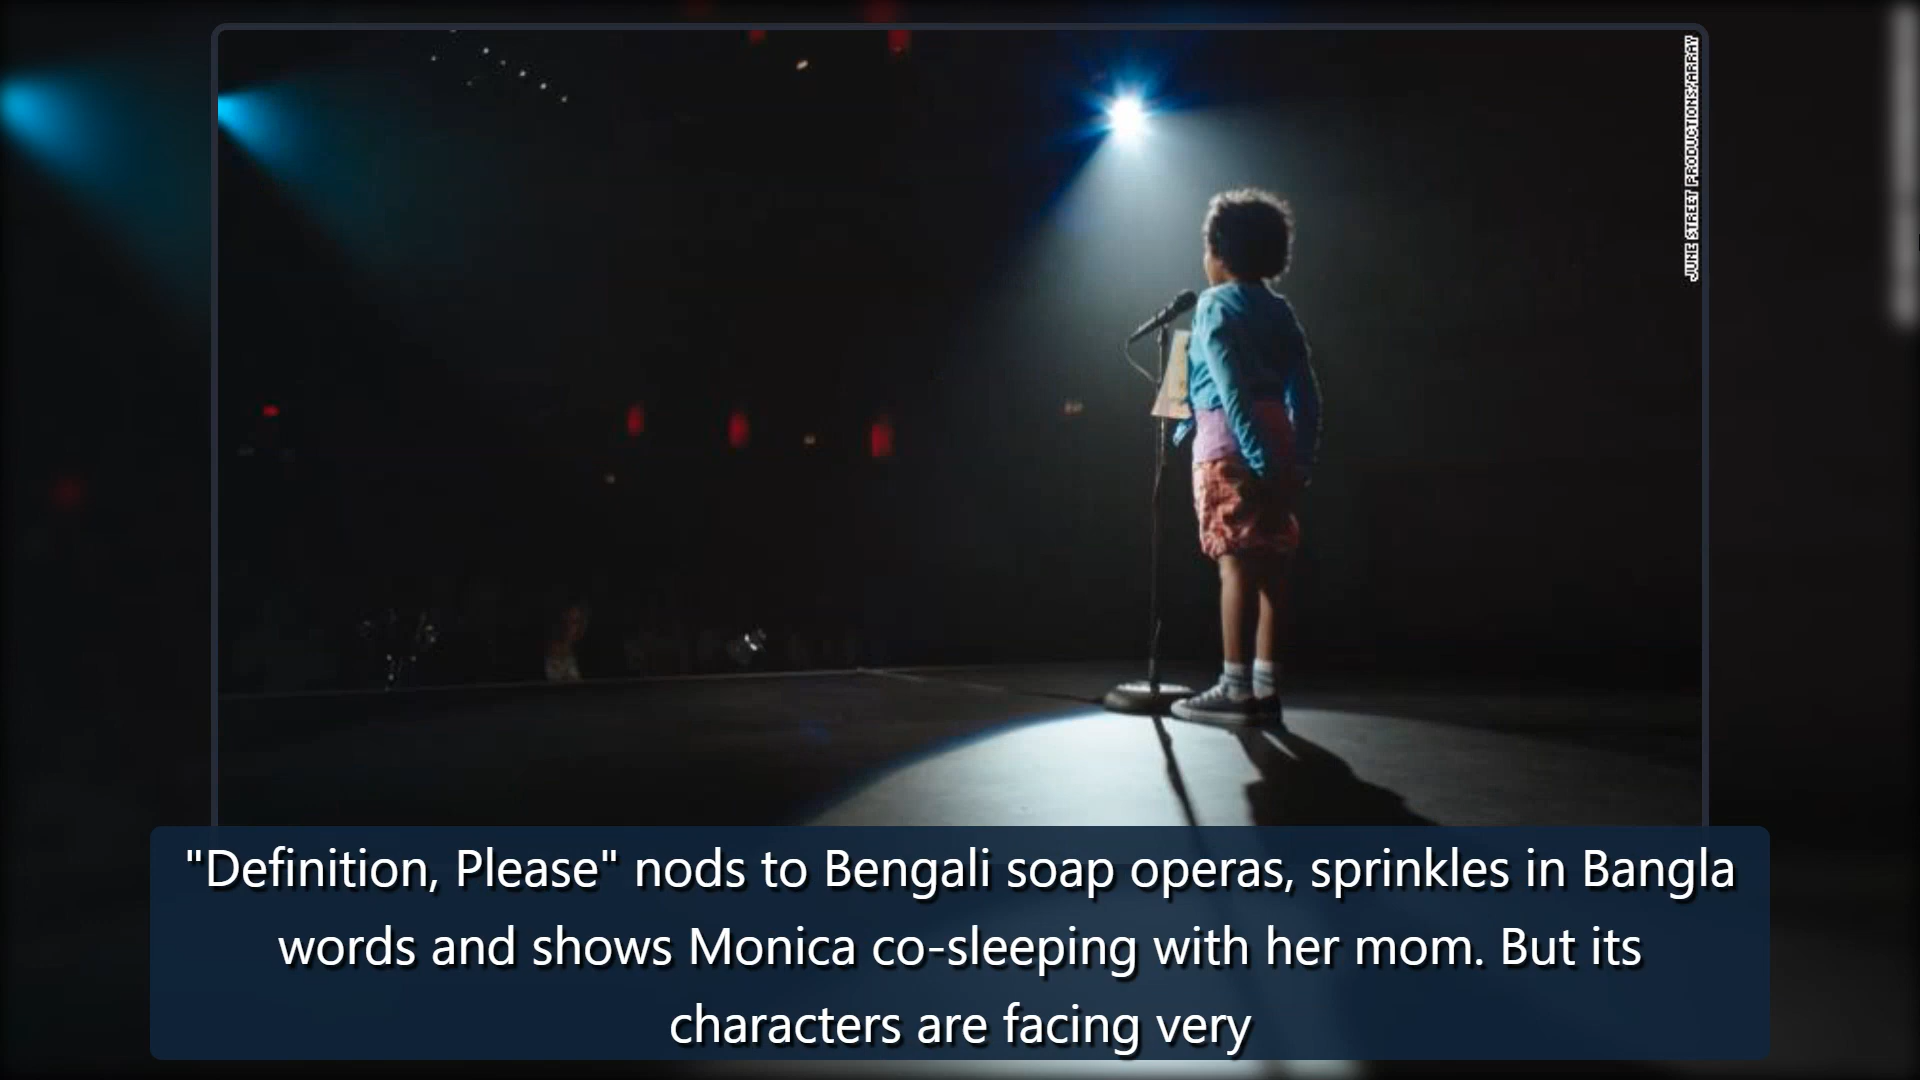 JUNE STREET PRODUCTIONS/ARRAY
"Definition, Please" nods to Bengali soap operas, sprinkles in Bangla
words and shows Monica co-sleeping with her mom. But its
characters are facing very